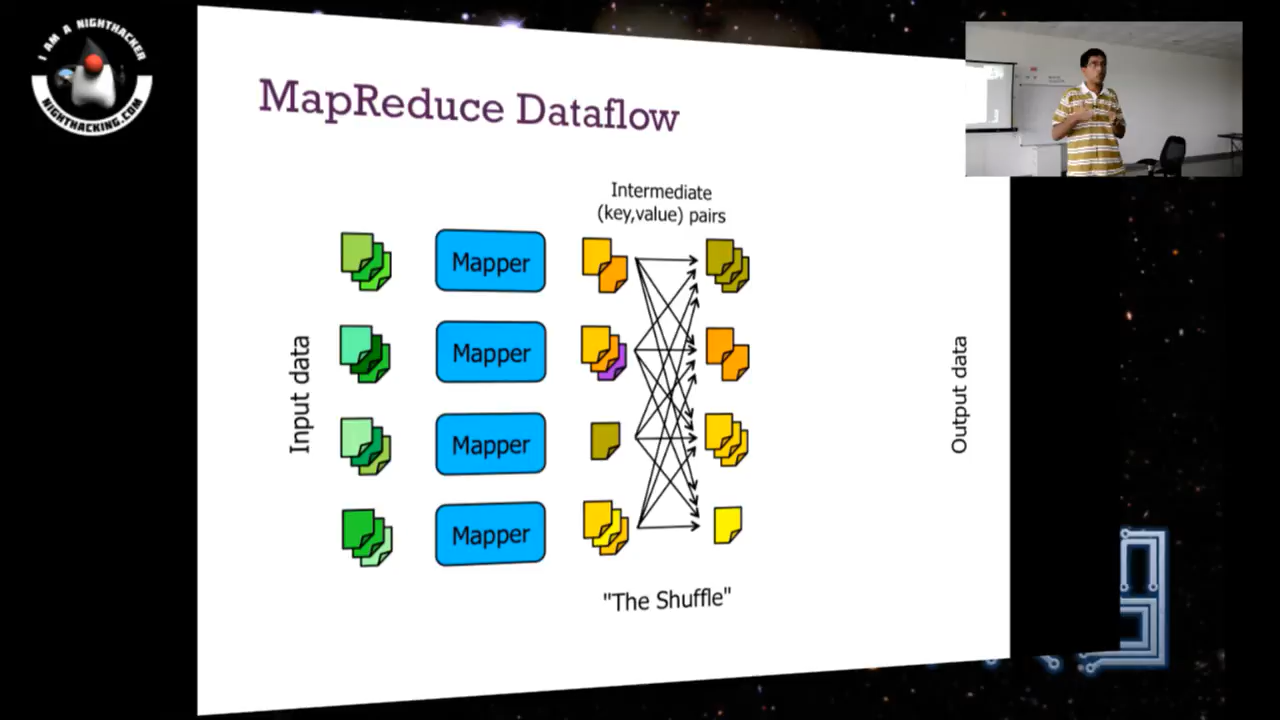 I AM A NIGHTHACKER
NIGHTHACKING.COM
MapReduce Dataflow
Intermediate
(key,value) pairs
Mapper
Mapper
Mapper
Mapper
Input data
Output data
"The Shuffle"